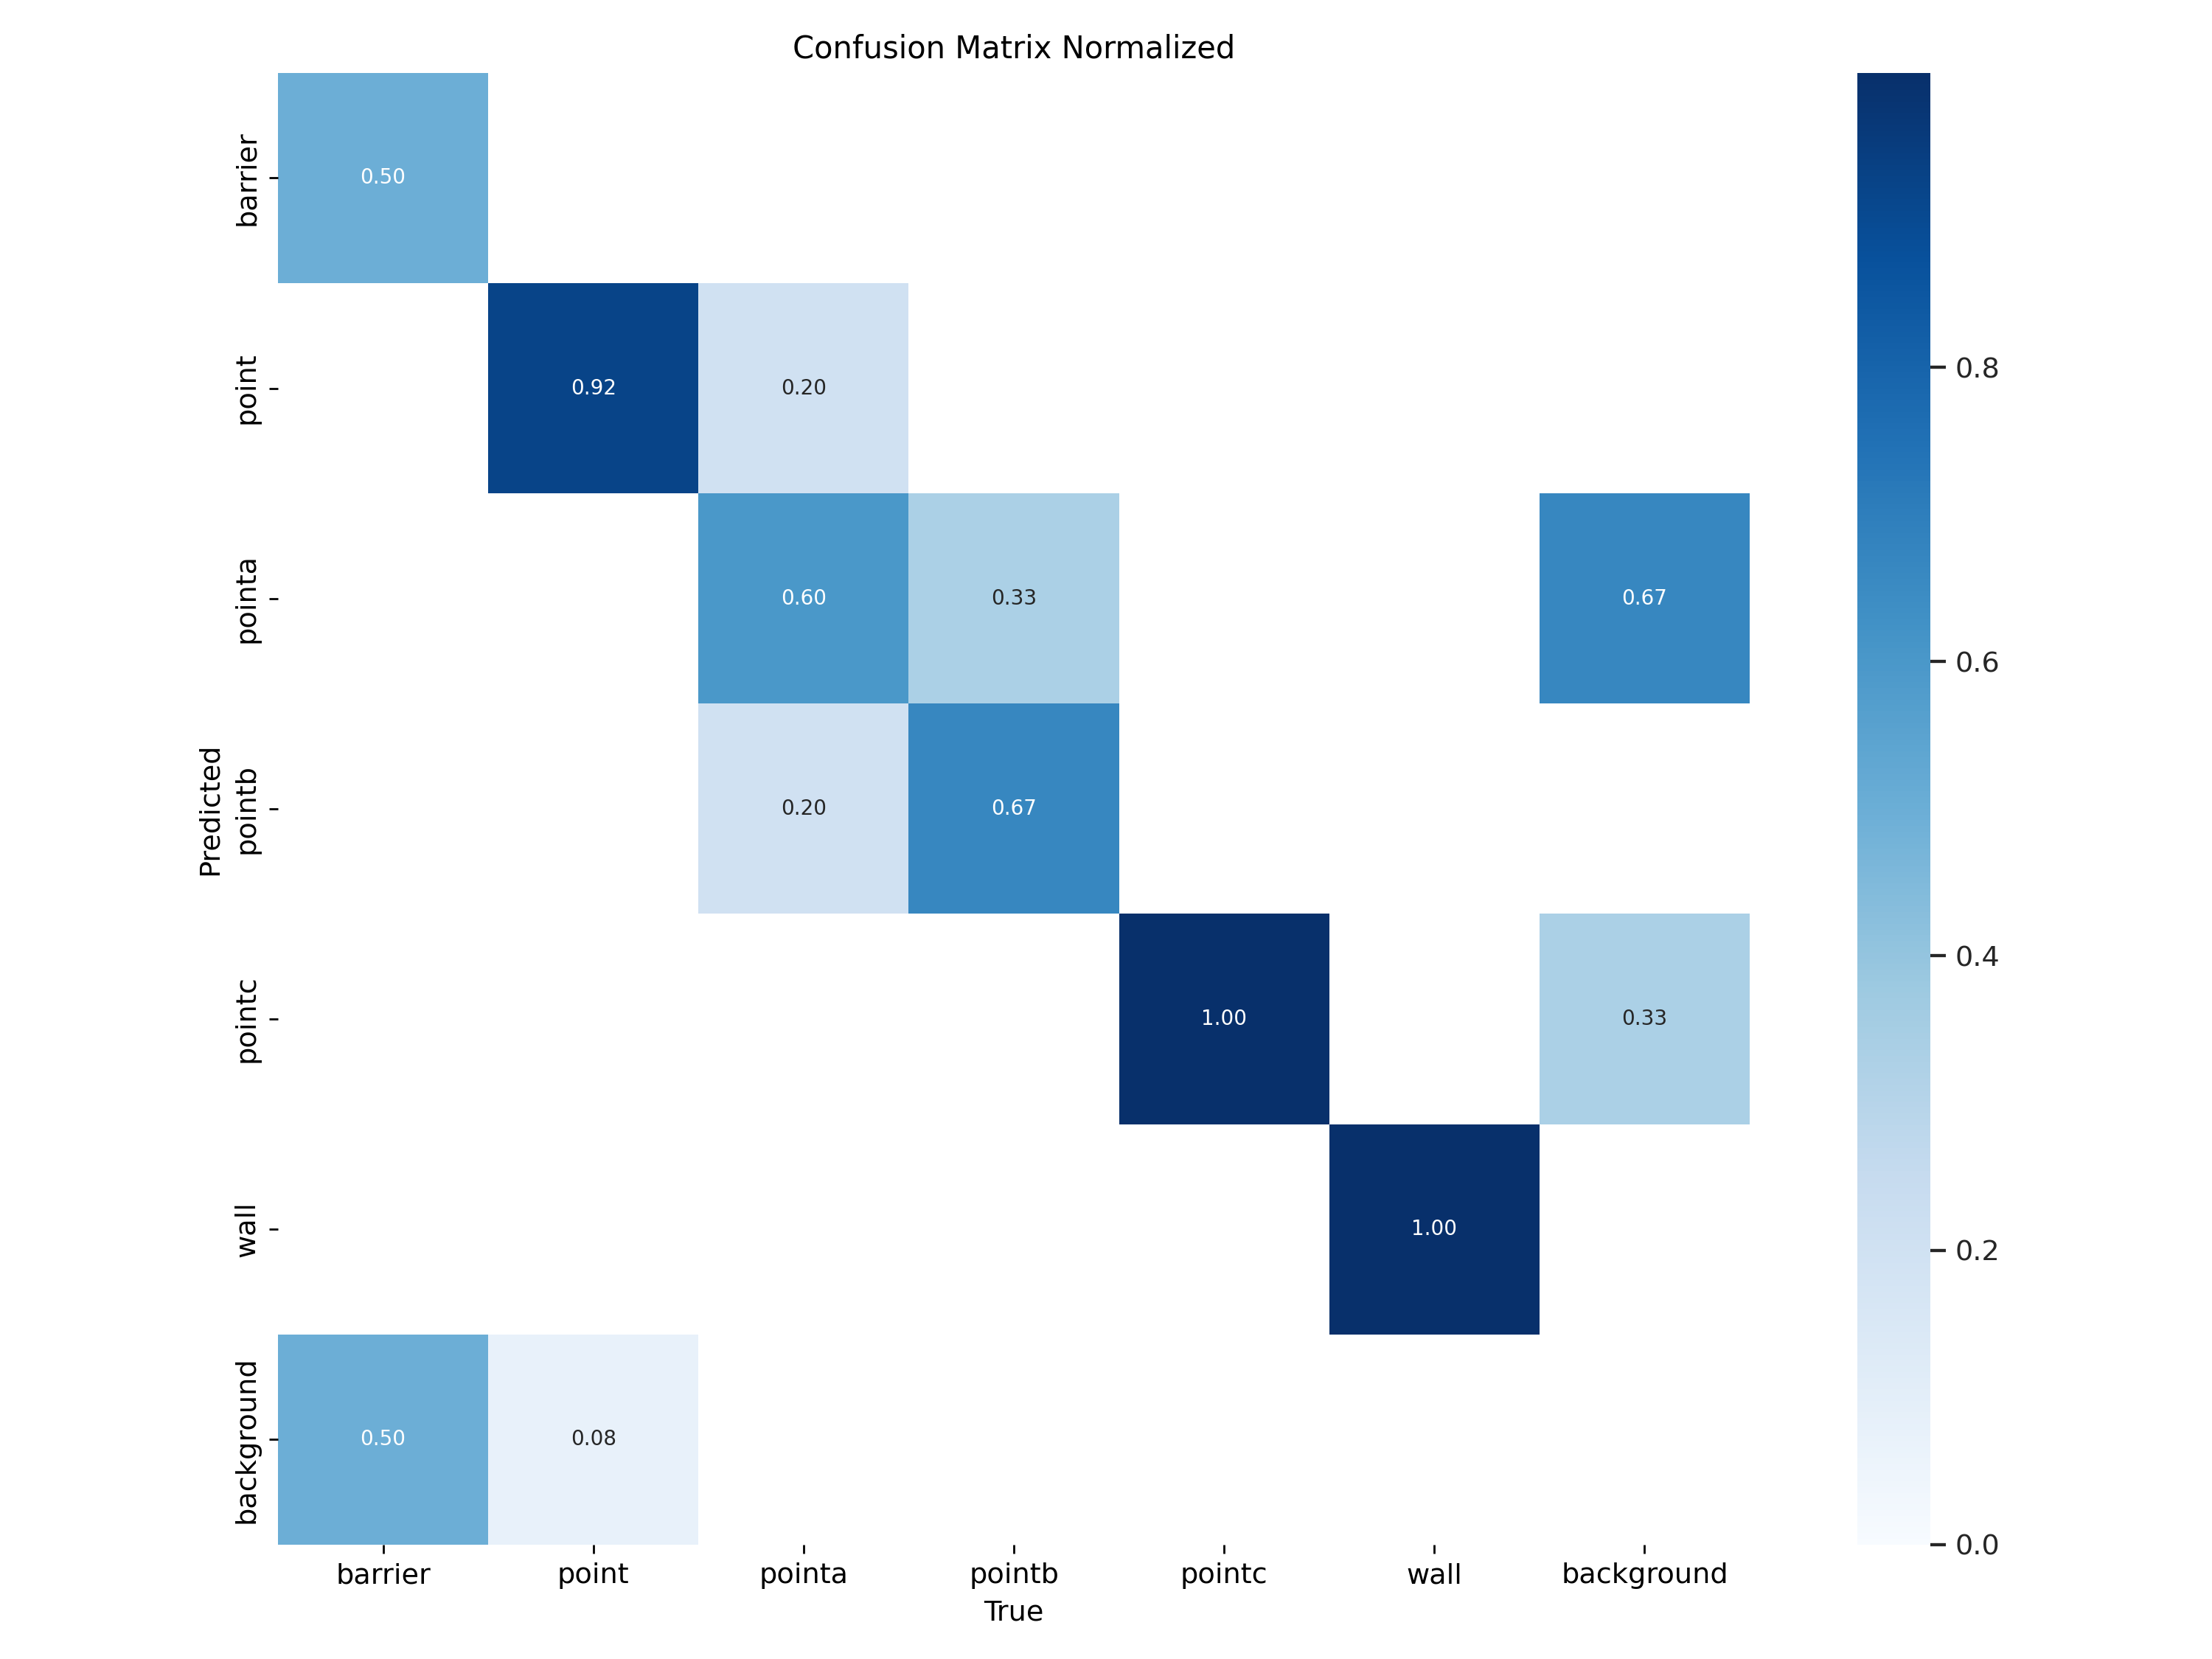 Confusion Matrix Normalized
barrier
0.50
point
0.92
0.20
0.8
pointa
0.60
0.33
0.67
0.6
Predicted
pointb
0.20
0.67
0.4
pointc
1.00
0.33
wall
1.00
0.2
background
0.50
0.08
0.0
barrier
point
pointa
pointb
pointc
wall
background
True